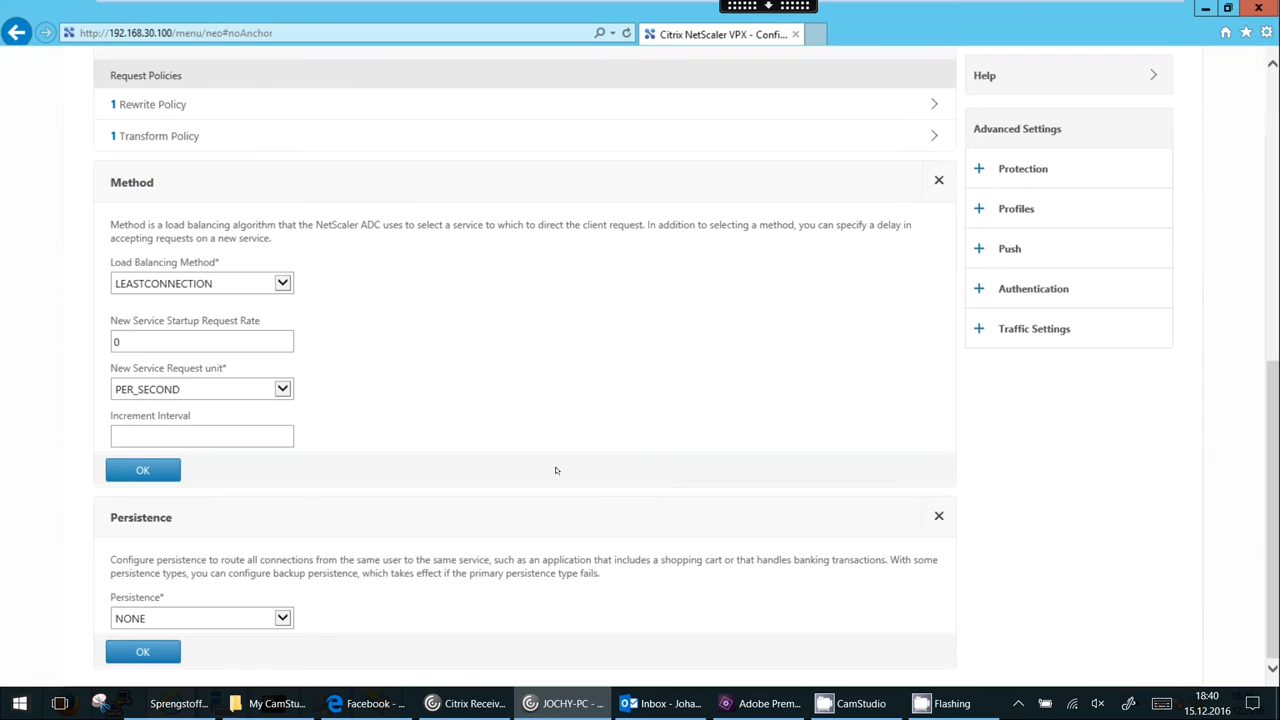 http://192.168.30.100/menu/neo#noAnchor
Citrix NetScaler VPX - Confi...
Request Policies
1 Rewrite Policy
1 Transform Policy
Help
Advanced Settings
Protection
Profiles
Push
Authentication
Traffic Settings
Method
Method is a load balancing algorithm that the NetScaler ADC uses to select a service to which to direct the client request. In addition to selecting a method, you can specify a delay in
accepting requests on a new service.
Load Balancing Method*
LEASTCONNECTION
New Service Startup Request Rate
0
New Service Request unit*
PER_SECOND
Increment Interval
OK
Persistence
Configure persistence to route all connections from the same user to the same service, such as an application that includes a shopping cart or that handles banking transactions. With some
persistence types, you can configure backup persistence, which takes effect if the primary persistence type fails.
Persistence*
NONE
OK
Sprengstoff...
My CamStu...
Facebook - ...
Citrix Receiv...
JOCHY-PC - ...
Inbox - Joha...
Adobe Prem...
CamStudio
Flashing
18:40
15.12.2016